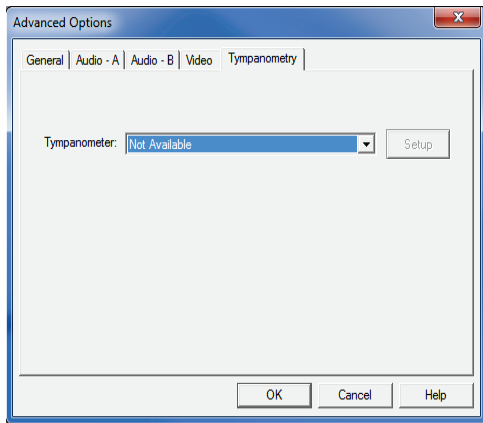 Advanced Options
General Audio - A Audio - B Video Tympanometry
Tympanometer: Not Available Setup
OK Cancel Help